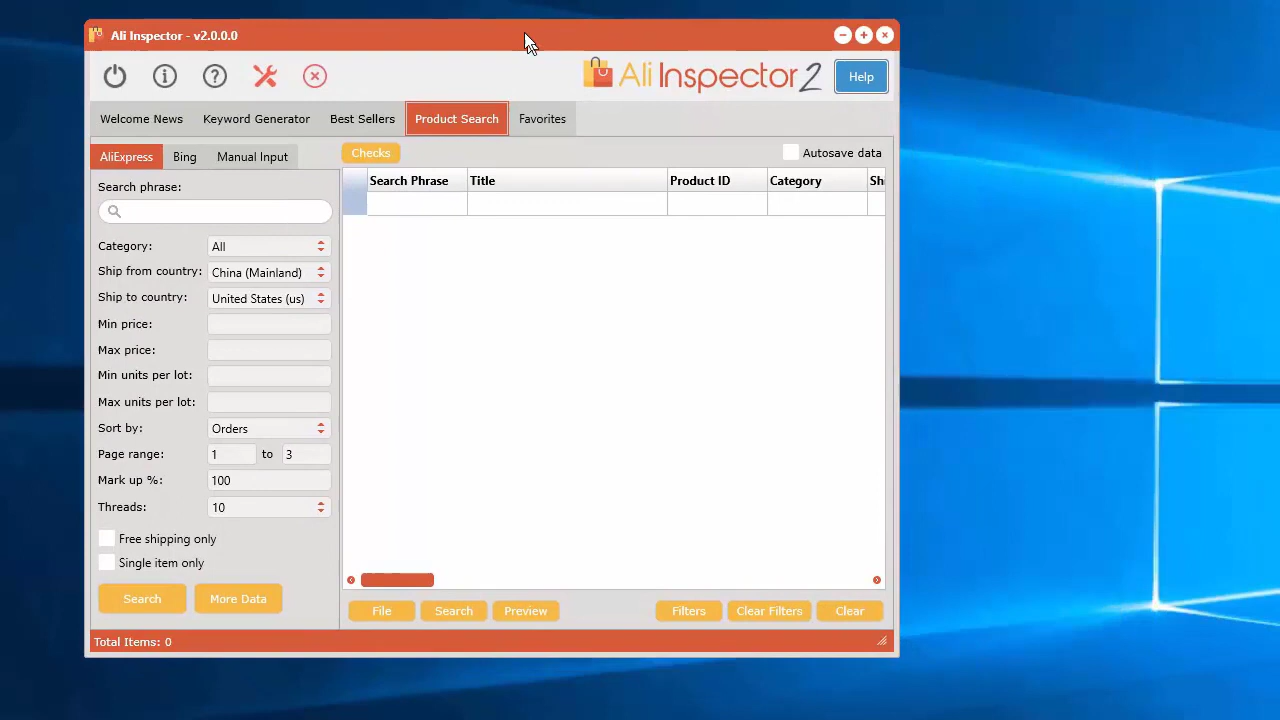 Ali Inspector - v2.0.0.0
Ali Inspector 2
Help
Welcome News
Keyword Generator
Best Sellers
Product Search
Favorites
AliExpress
Bing
Manual Input
Checks
Autosave data
Search phrase:
Search Phrase
Title
Product ID
Category
Category: All
Ship from country: China (Mainland)
Ship to country: United States (us)
Min price:
Max price:
Min units per lot:
Max units per lot:
Sort by: Orders
Page range: 1 to 3
Mark up %: 100
Threads: 10
Free shipping only
Single item only
Search
More Data
File
Search
Preview
Filters
Clear Filters
Clear
Total Items: 0